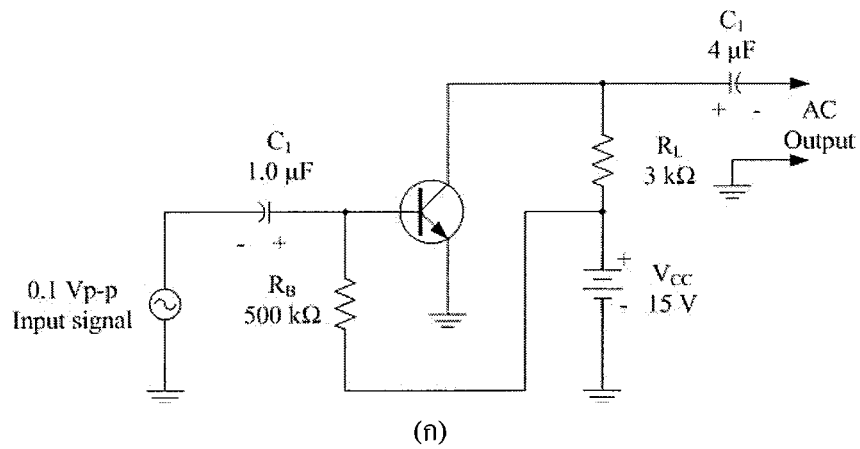 C₁
4 µF
+ -
AC
Output
C₁
1.0 µF
- +
R_L
3 kΩ
0.1 Vp-p
Input signal
R_B
500 kΩ
+
V_CC
- 15 V
(ก)